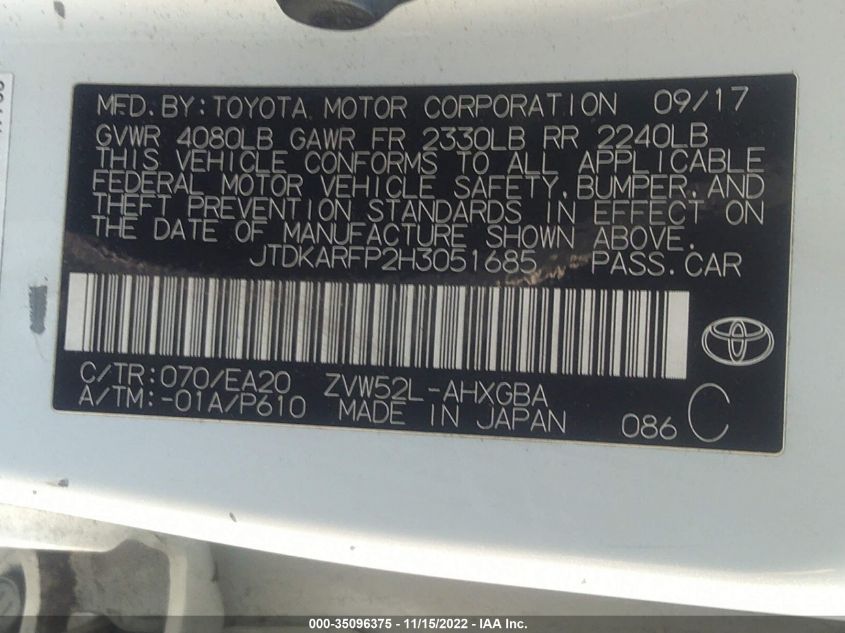 MFD.BY:TOYOTA MOTOR CORPORATION 09/17
GVWR 4080LB GAWR FR 2330LB RR 2240LB
THIS VEHICLE CONFORMS TO ALL APPLICABLE
FEDERAL MOTOR VEHICLE SAFETY,BUMPER,AND
THEFT PREVENTION STANDARDS IN EFFECT ON
THE DATE OF MANUFACTURE SHOWN ABOVE.
JTDKARFP2H3051685 PASS.CAR
C/TR:070/EA20 ZVW52L-AHXGBA
A/TM:-01A/P610 MADE IN JAPAN 086 C
000-35096375 - 11/15/2022 - IAA Inc.